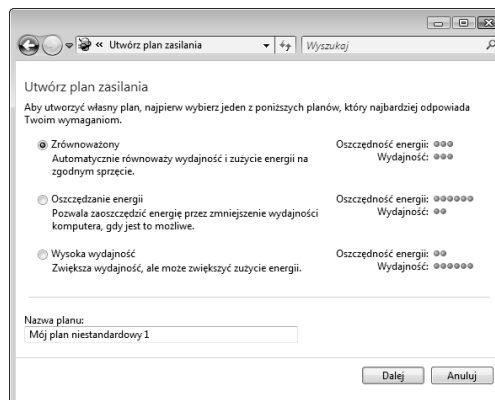 « Utwórz plan zasilania
Wyszukaj
Utwórz plan zasilania
Aby utworzyć własny plan, najpierw wybierz jeden z poniższych planów, który najbardziej odpowiada
Twoim wymaganiom.
Zrównoważony
Oszczędność energii:
Automatycznie równoważy wydajność i zużycie energii na
Wydajność:
zgodnym sprzęcie.
Oszczędzanie energii
Oszczędność energii:
Pozwala zaoszczędzić energię przez zmniejszenie wydajności
Wydajność:
komputera, gdy jest to możliwe.
Wysoka wydajność
Oszczędność energii:
Zwiększa wydajność, ale może zwiększyć zużycie energii.
Wydajność:
Nazwa planu:
Mój plan niestandardowy 1
Dalej
Anuluj